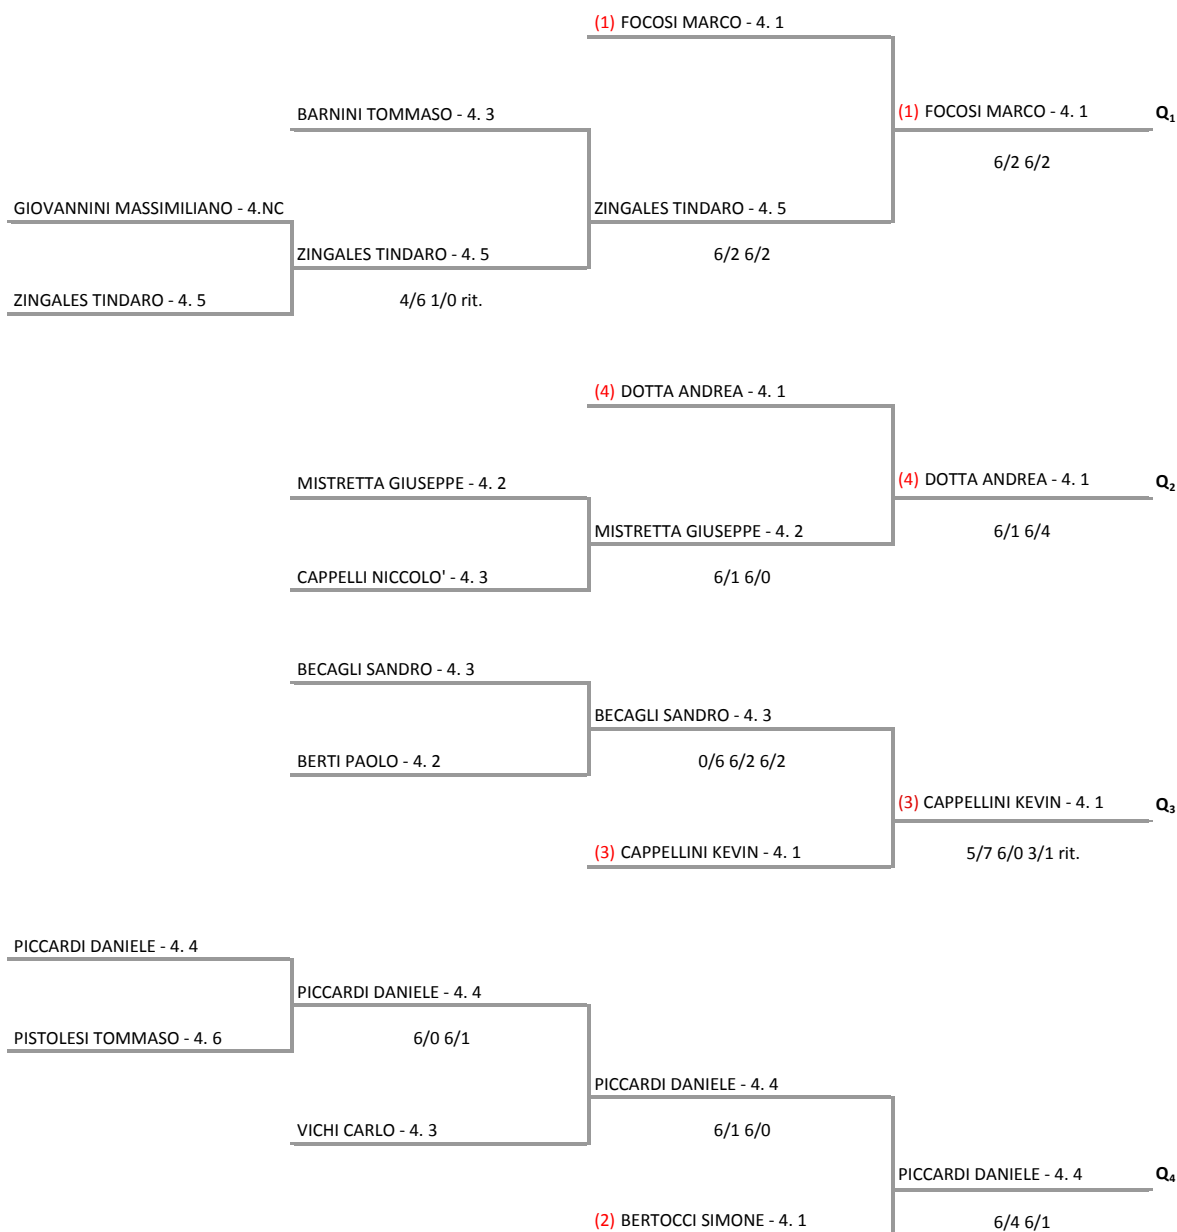 (1) FOCOSI MARCO - 4. 1
BARNINI TOMMASO - 4. 3
(1) FOCOSI MARCO - 4. 1 Q₁
6/2 6/2
GIOVANNINI MASSIMILIANO - 4.NC
ZINGALES TINDARO - 4. 5
ZINGALES TINDARO - 4. 5
6/2 6/2
ZINGALES TINDARO - 4. 5
4/6 1/0 rit.
(4) DOTTA ANDREA - 4. 1
MISTRETTA GIUSEPPE - 4. 2
(4) DOTTA ANDREA - 4. 1 Q₂
MISTRETTA GIUSEPPE - 4. 2
6/1 6/4
CAPPELLI NICCOLO' - 4. 3
6/1 6/0
BECAGLI SANDRO - 4. 3
BECAGLI SANDRO - 4. 3
BERTI PAOLO - 4. 2
0/6 6/2 6/2
(3) CAPPELLINI KEVIN - 4. 1 Q₃
(3) CAPPELLINI KEVIN - 4. 1
5/7 6/0 3/1 rit.
PICCARDI DANIELE - 4. 4
PICCARDI DANIELE - 4. 4
PISTOLESI TOMMASO - 4. 6
6/0 6/1
PICCARDI DANIELE - 4. 4
VICHI CARLO - 4. 3
6/1 6/0
PICCARDI DANIELE - 4. 4 Q₄
(2) BERTOCCI SIMONE - 4. 1
6/4 6/1